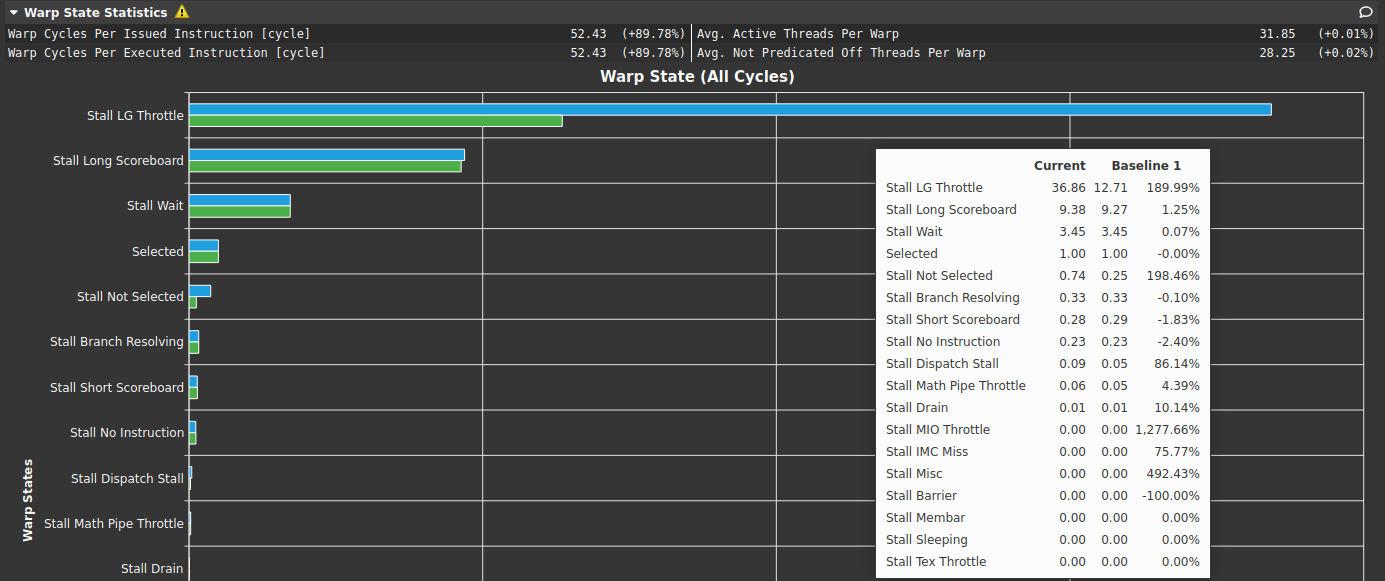 Warp State Statistics
Warp Cycles Per Issued Instruction [cycle] 52.43 (+89.78%) Avg. Active Threads Per Warp 31.85 (+0.01%)
Warp Cycles Per Executed Instruction [cycle] 52.43 (+89.78%) Avg. Not Predicated Off Threads Per Warp 28.25 (+0.02%)
Warp State (All Cycles)
Warp States
Stall LG Throttle
Stall Long Scoreboard
Stall Wait
Selected
Stall Not Selected
Stall Branch Resolving
Stall Short Scoreboard
Stall No Instruction
Stall Dispatch Stall
Stall Math Pipe Throttle
Stall Drain
Current Baseline 1
Stall LG Throttle 36.86 12.71 189.99%
Stall Long Scoreboard 9.38 9.27 1.25%
Stall Wait 3.45 3.45 0.07%
Selected 1.00 1.00 -0.00%
Stall Not Selected 0.74 0.25 198.46%
Stall Branch Resolving 0.33 0.33 -0.10%
Stall Short Scoreboard 0.28 0.29 -1.83%
Stall No Instruction 0.23 0.23 -2.40%
Stall Dispatch Stall 0.09 0.05 86.14%
Stall Math Pipe Throttle 0.06 0.05 4.39%
Stall Drain 0.01 0.01 10.14%
Stall MIO Throttle 0.00 0.00 1,277.66%
Stall IMC Miss 0.00 0.00 75.77%
Stall Misc 0.00 0.00 492.43%
Stall Barrier 0.00 0.00 -100.00%
Stall Membar 0.00 0.00 0.00%
Stall Sleeping 0.00 0.00 0.00%
Stall Tex Throttle 0.00 0.00 0.00%